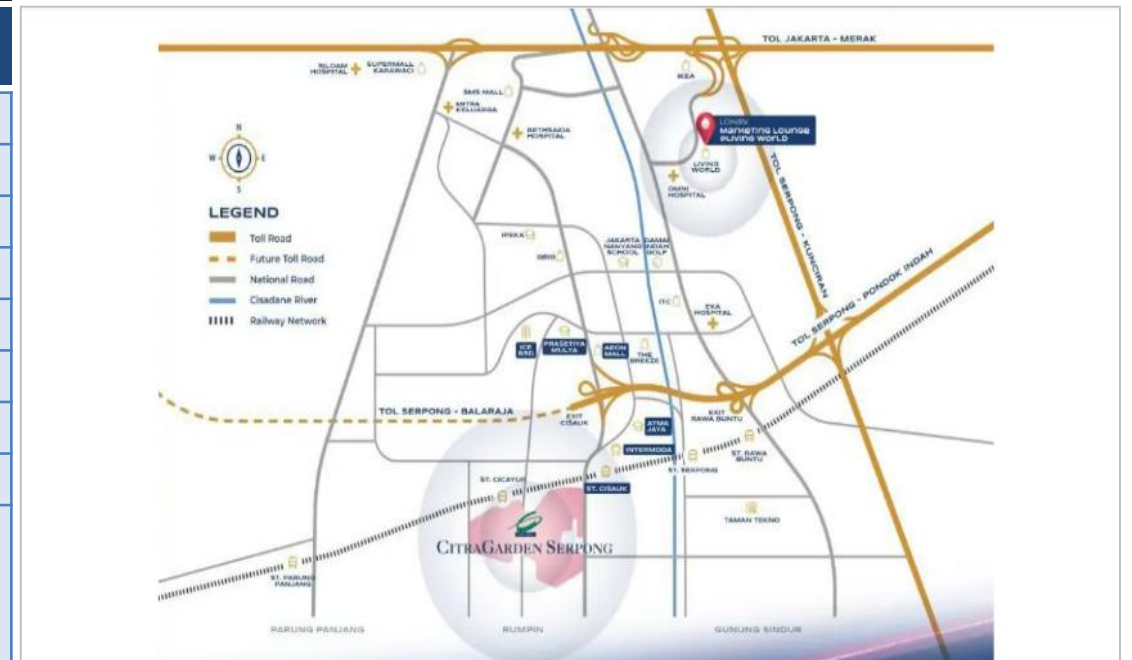 TOL JAKARTA - MERAK
SILOAM
HOSPITAL
SUPERMALL
KARAWACI
IKEA
SMS MALL
MITRA
KELUARGA
BETHSAIDA
HOSPITAL
LOKASI
MARKETING LOUNGE
@LIVING WORLD
LIVING
WORLD
OMNI
HOSPITAL
N
W
E
S
LEGEND
Toll Road
Future Toll Road
National Road
Cisadane River
Railway Network
TOL SERPONG - KUNCIRAN
IPEKA
JAKARTA
NANYANG
SCHOOL
DAMAI
INDAH
GOLF
ITC
EKA
HOSPITAL
TOL SERPONG - PONDOK INDAH
ICE
BSD
PRASETIYA
MULYA
AEON
MALL
THE
BREEZE
TOL SERPONG - BALARAJA
EXIT
CISAUK
EXIT
RAWA BUNTU
ATMA
JAYA
INTERMODA
ST. SERPONG
ST. RAWA
BUNTU
ST. CICAYUR
ST. CISAUK
TAMAN TEKNO
CITRAGARDEN SERPONG
ST. PARUNG
PANJANG
PARUNG PANJANG
RUMPIN
GUNUNG SINDUR